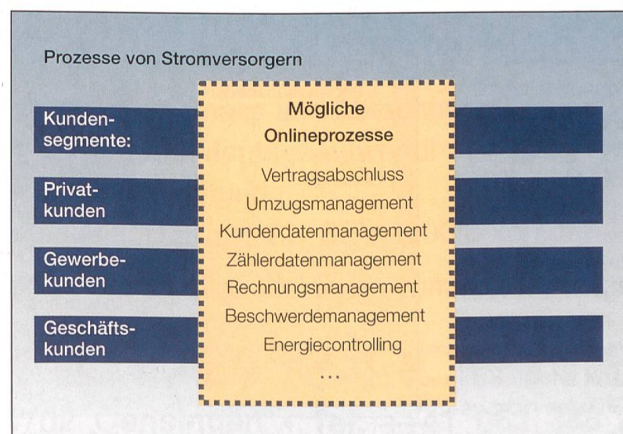 Prozesse von Stromversorgern
Kunden-
segmente:
Privat-
kunden
Gewerbe-
kunden
Geschäfts-
kunden
Mögliche
Onlineprozesse
Vertragsabschluss
Umzugsmanagement
Kundendatenmanagement
Zählerdatenmanagement
Rechnungsmanagement
Beschwerdemanagement
Energiecontrolling
...